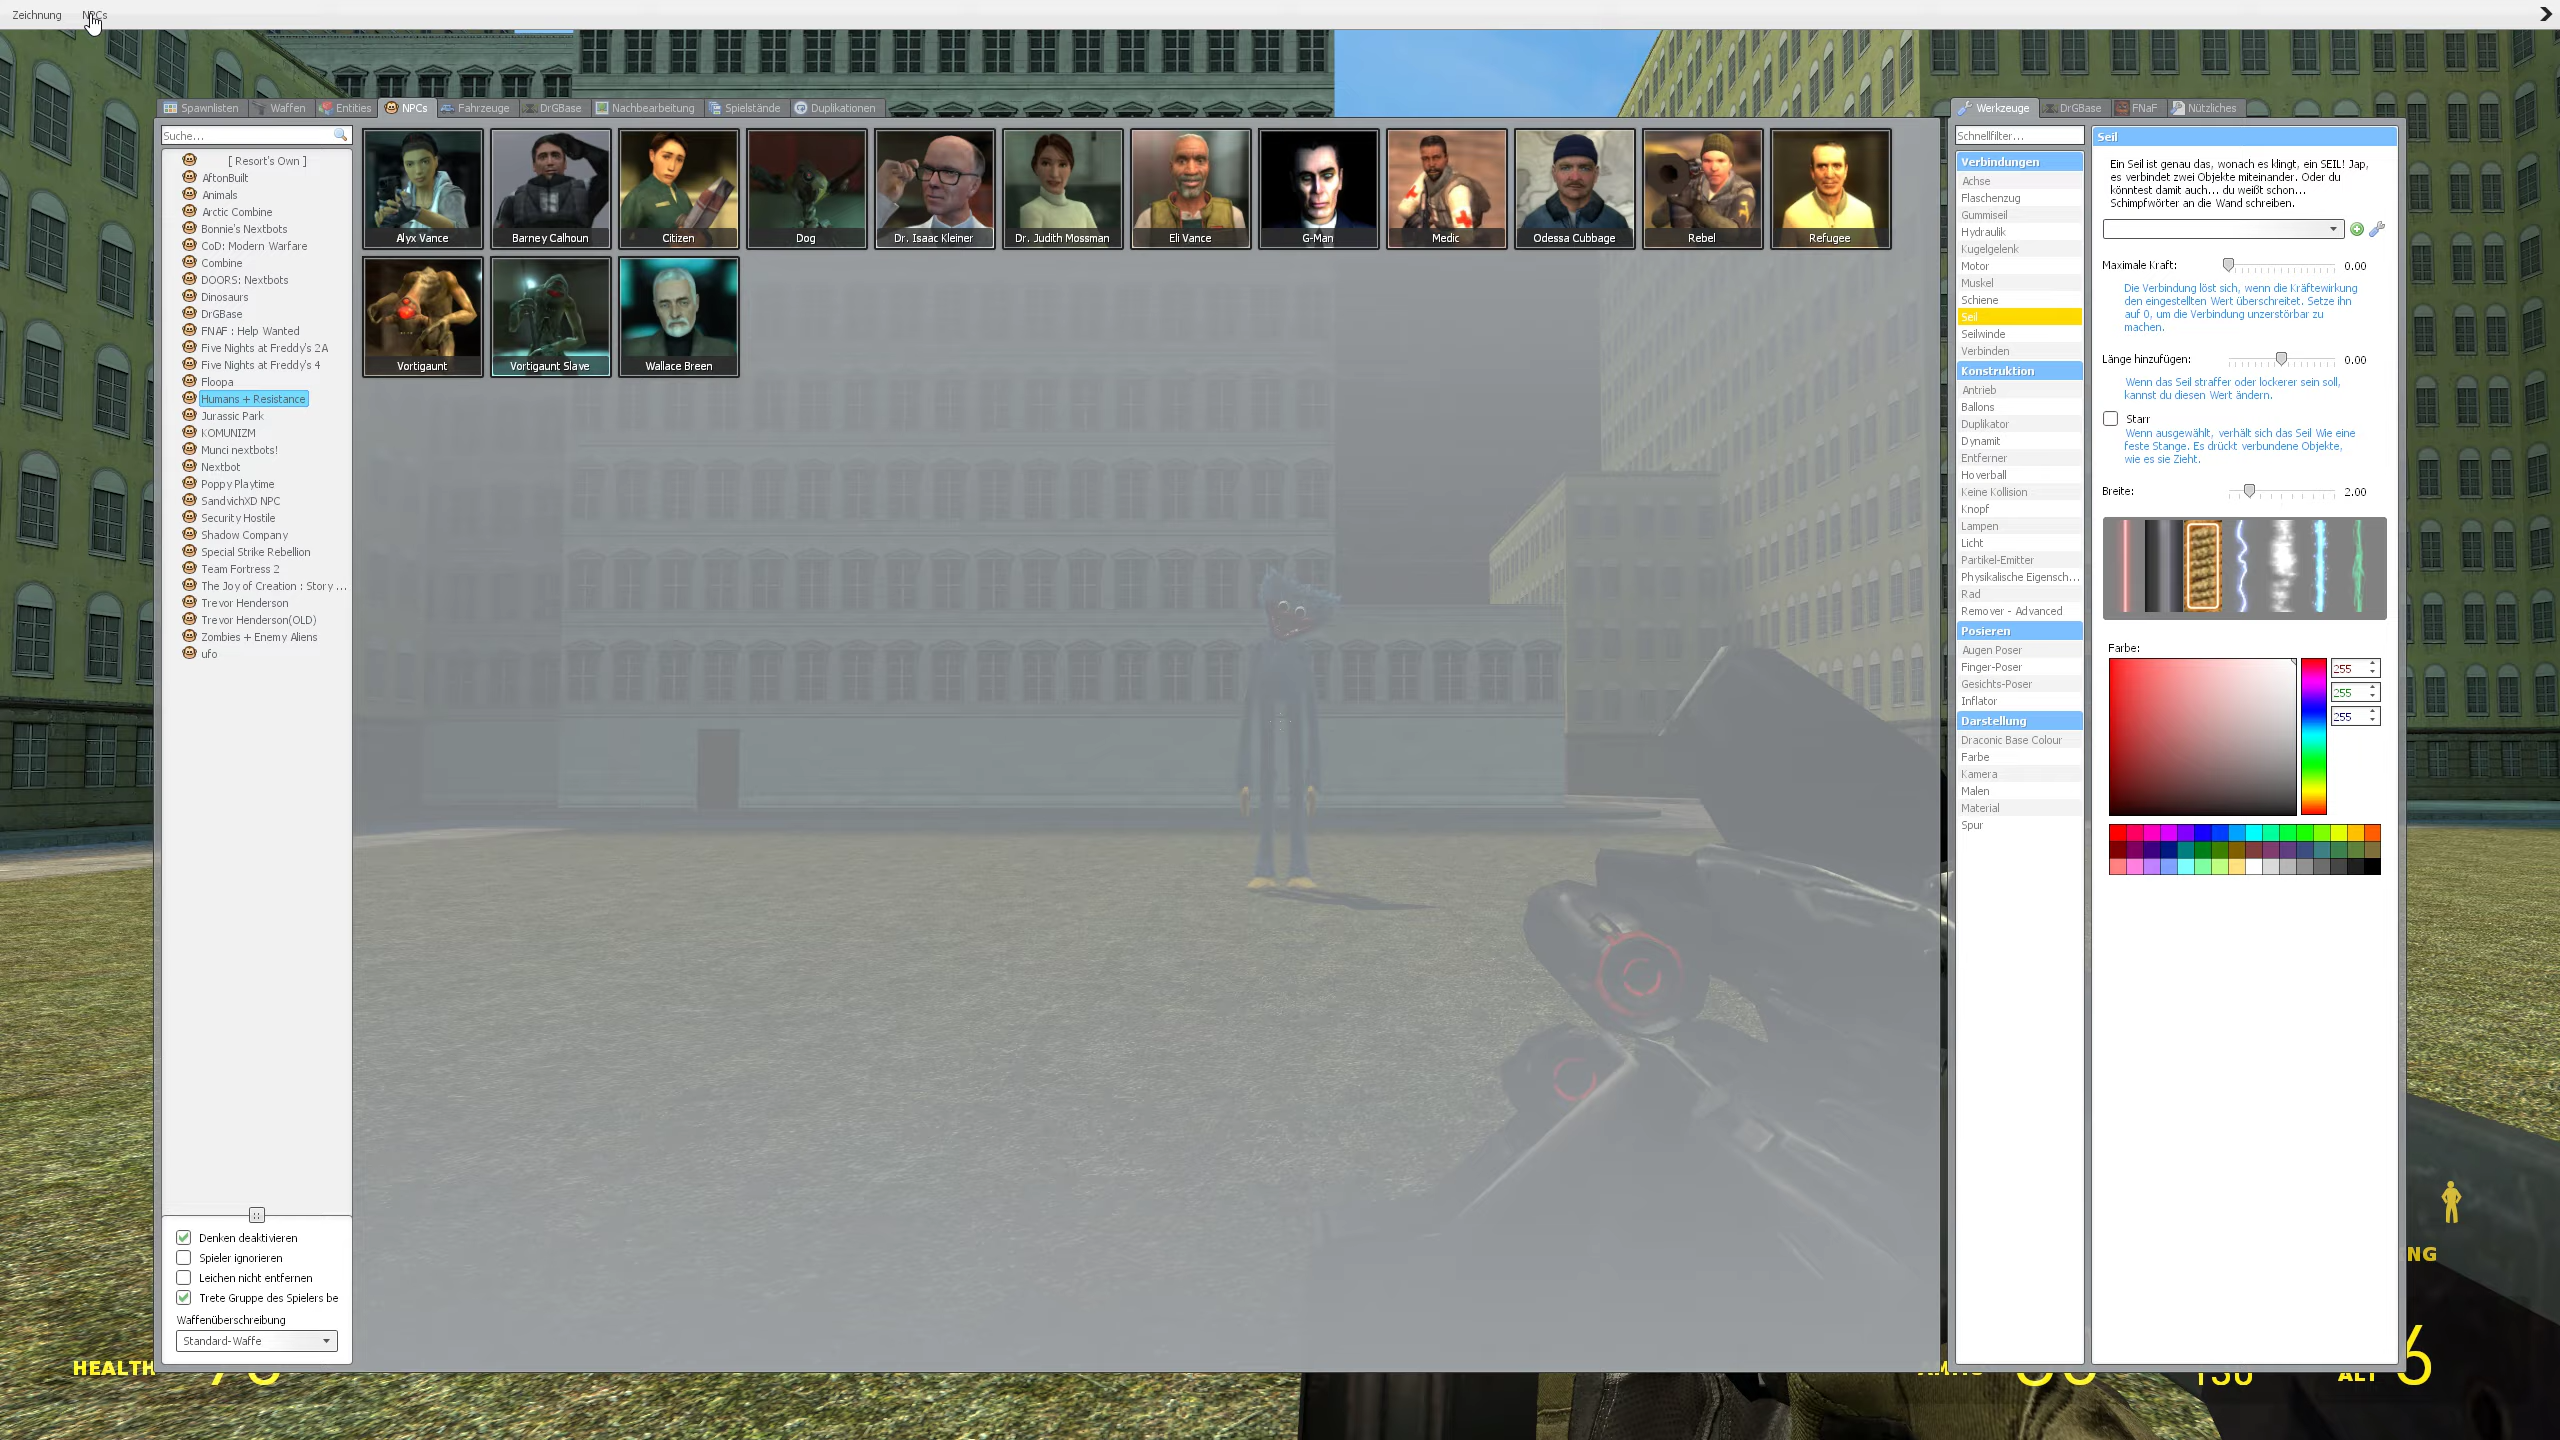 Zeichnung NPCs
Spawnlisten Waffen Entities NPCs Fahrzeuge DrGBase Nachbearbeitung Spielstände Duplikationen
Suche...
[ Resort's Own ]
AftonBuilt
Animals
Arctic Combine
Bonnie's Nextbots
CoD: Modern Warfare
Combine
DOORS: Nextbots
Dinosaurs
DrGBase
FNAF : Help Wanted
Five Nights at Freddy's 2A
Five Nights at Freddy's 4
Floopa
Humans + Resistance
Jurassic Park
KOMUNIZM
Munci nextbots!
Nextbot
Poppy Playtime
SandvichXD NPC
Security Hostile
Shadow Company
Special Strike Rebellion
Team Fortress 2
The Joy of Creation : Story ...
Trevor Henderson
Trevor Henderson(OLD)
Zombies + Enemy Aliens
ufo
Denken deaktivieren
Spieler ignorieren
Leichen nicht entfernen
Trete Gruppe des Spielers be
Waffenüberschreibung
Standard-Waffe
Alyx Vance
Barney Calhoun
Citizen
Dog
Dr. Isaac Kleiner
Dr. Judith Mossman
Eli Vance
G-Man
Medic
Odessa Cubbage
Rebel
Refugee
Vortigaunt
Vortigaunt Slave
Wallace Breen
Werkzeuge DrGBase FNaF Nützliches
Schnellfilter...
Verbindungen
Achse
Flaschenzug
Gummiseil
Hydraulik
Kugelgelenk
Motor
Muskel
Schiene
Seil
Seilwinde
Verbinden
Konstruktion
Antrieb
Ballons
Duplikator
Dynamit
Entferner
Hoverball
Keine Kollision
Knopf
Lampen
Licht
Partikel-Emitter
Physikalische Eigensch...
Rad
Remover - Advanced
Posieren
Augen Poser
Finger-Poser
Gesichts-Poser
Inflator
Darstellung
Draconic Base Colour
Farbe
Kamera
Malen
Material
Spur
Seil
Ein Seil ist genau das, wonach es klingt, ein SEIL! Jap,
es verbindet zwei Objekte miteinander. Oder du
könntest damit auch... du weißt schon...
Schimpfwörter an die Wand schreiben.
Maximale Kraft: 0.00
Die Verbindung löst sich, wenn die Kräftewirkung
den eingestellten Wert überschreitet. Setze ihn
auf 0, um die Verbindung unzerstörbar zu
machen.
Länge hinzufügen: 0.00
Wenn das Seil straffer oder lockerer sein soll,
kannst du diesen Wert ändern.
Starr
Wenn ausgewählt, verhält sich das Seil Wie eine
feste Stange. Es drückt verbundene Objekte,
wie es sie Zieht.
Breite: 2.00
Farbe:
255
255
255
NG
HEALTH
ALT 6